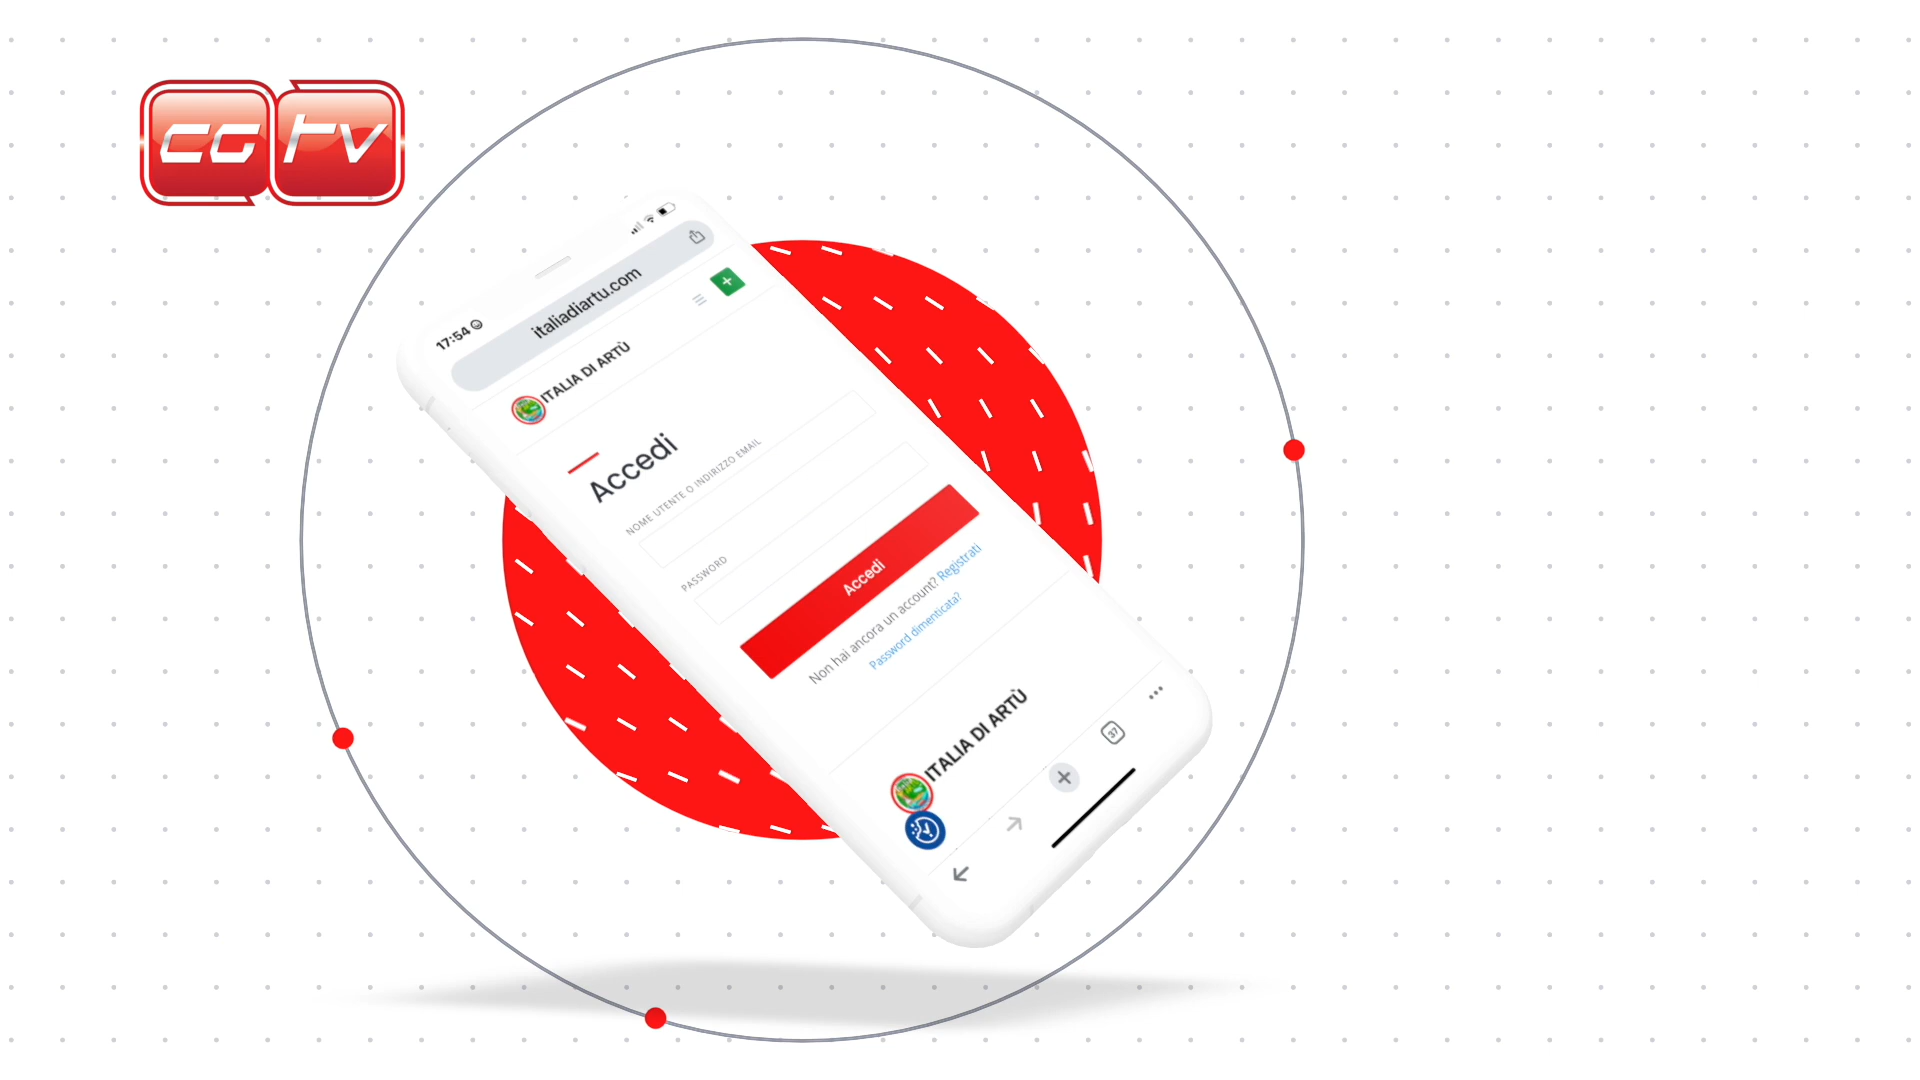 CG TV
17:54
italiadiartu.com
ITALIA DI ARTÙ
Accedi
NOME UTENTE O INDIRIZZO EMAIL
PASSWORD
Accedi
Non hai ancora un account? Registrati
Password dimenticata?
ITALIA DI ARTÙ
37